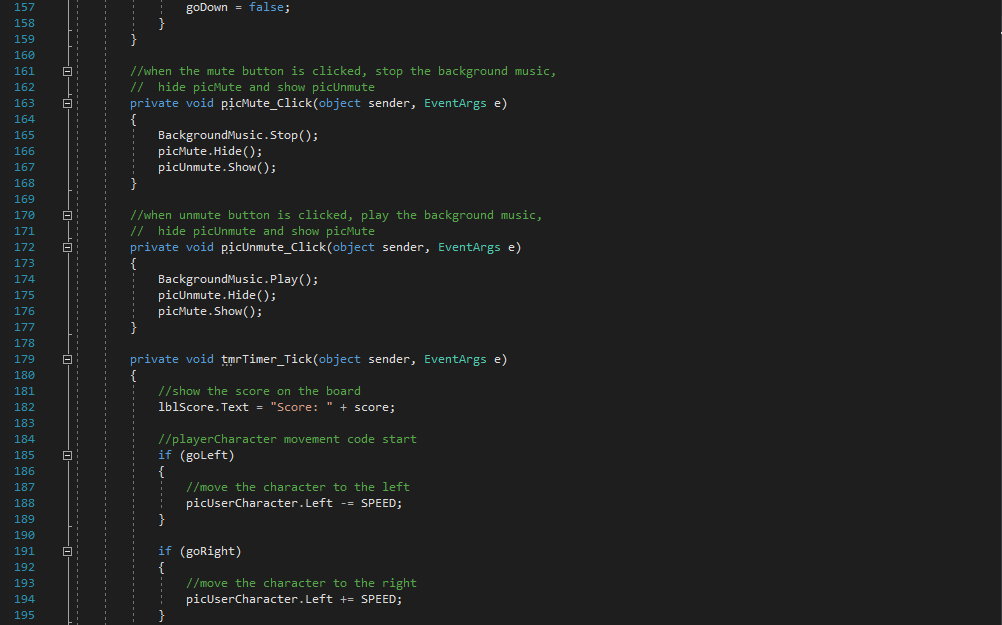 157 goDown = false;
158 }
159 }
160
161 //when the mute button is clicked, stop the background music,
162 //  hide picMute and show picUnmute
163 private void picMute_Click(object sender, EventArgs e)
164 {
165 BackgroundMusic.Stop();
166 picMute.Hide();
167 picUnmute.Show();
168 }
169
170 //when unmute button is clicked, play the background music,
171 //  hide picUnmute and show picMute
172 private void picUnmute_Click(object sender, EventArgs e)
173 {
174 BackgroundMusic.Play();
175 picUnmute.Hide();
176 picMute.Show();
177 }
178
179 private void tmrTimer_Tick(object sender, EventArgs e)
180 {
181 //show the score on the board
182 lblScore.Text = "Score: " + score;
183
184 //playerCharacter movement code start
185 if (goLeft)
186 {
187 //move the character to the left
188 picUserCharacter.Left -= SPEED;
189 }
190
191 if (goRight)
192 {
193 //move the character to the right
194 picUserCharacter.Left += SPEED;
195 }